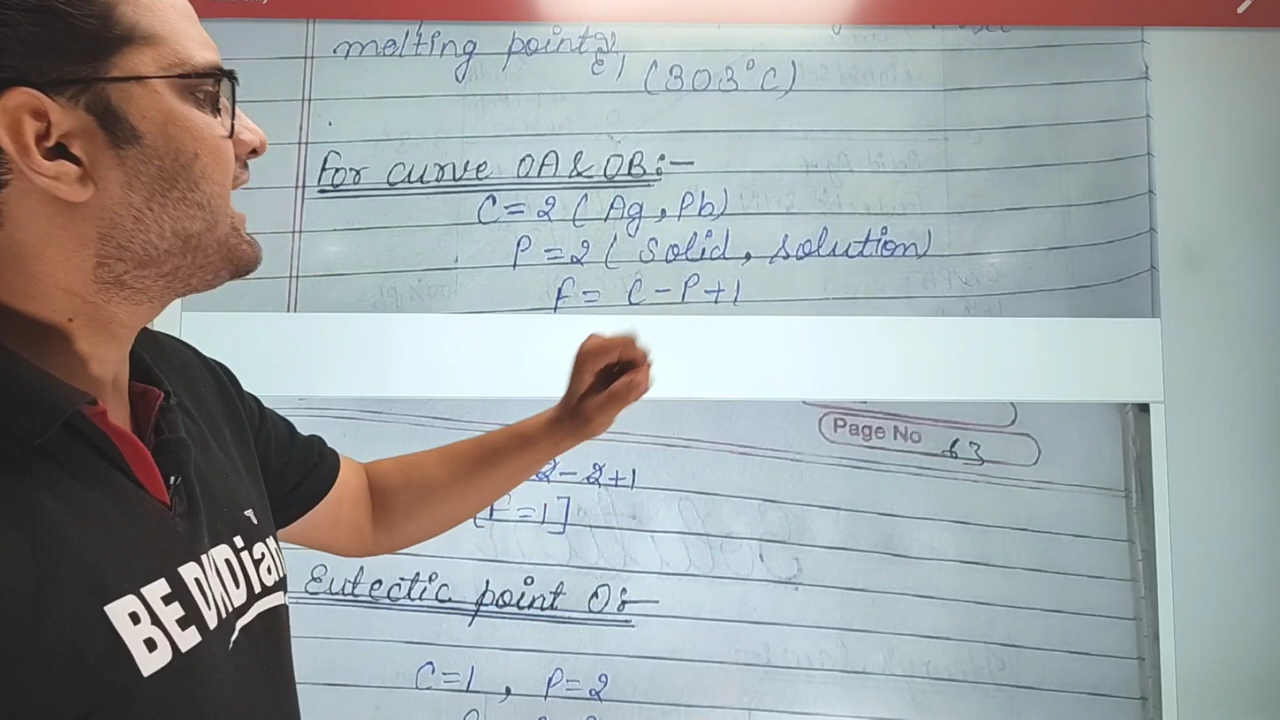 melting point
(303°C)
For curve OA & OB:-
C = 2 ( Ag, Pb)
P = 2 ( Solid, solution)
F = C - P + 1
Page No 63
2 - 2 + 1
[F = 1]
Eutectic point O:-
C = 1 , P = 2
BE DKDian